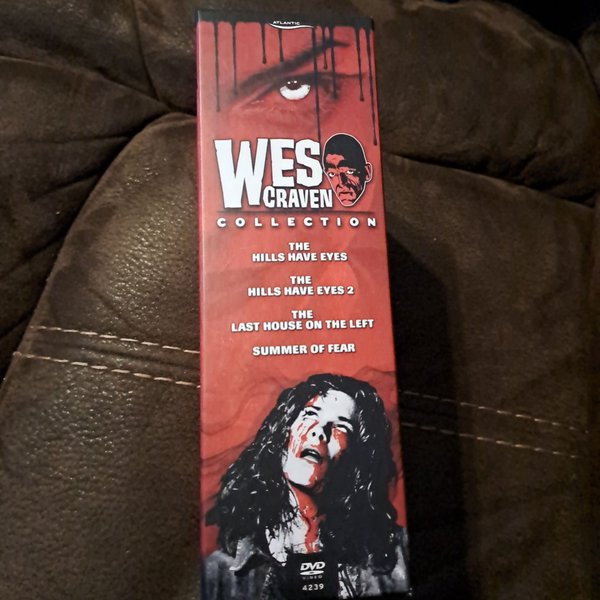 ATLANTIC
WES
CRAVEN
COLLECTION
THE
HILLS HAVE EYES
THE
HILLS HAVE EYES 2
THE
LAST HOUSE ON THE LEFT
SUMMER OF FEAR
DVD
VIDEO
4239